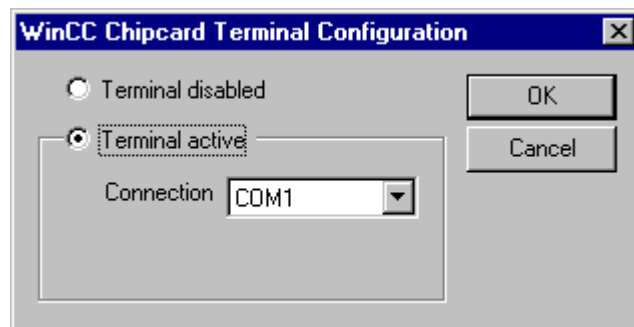 WinCC Chipcard Terminal Configuration
Terminal disabled
OK
Terminal active
Cancel
Connection COM1